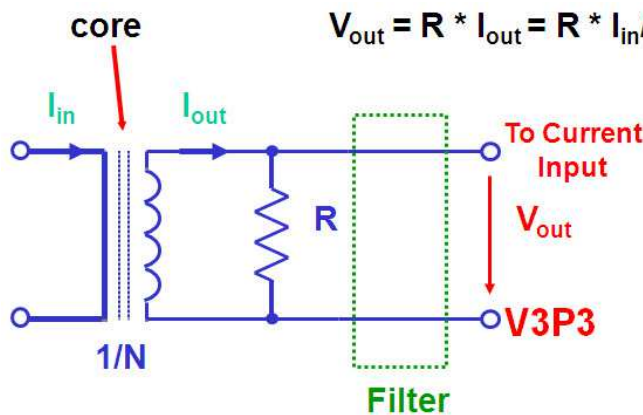 core
Vout = R * Iout = R * Iin/
Iin
Iout
To Current
Input
R
Vout
V3P3
1/N
Filter